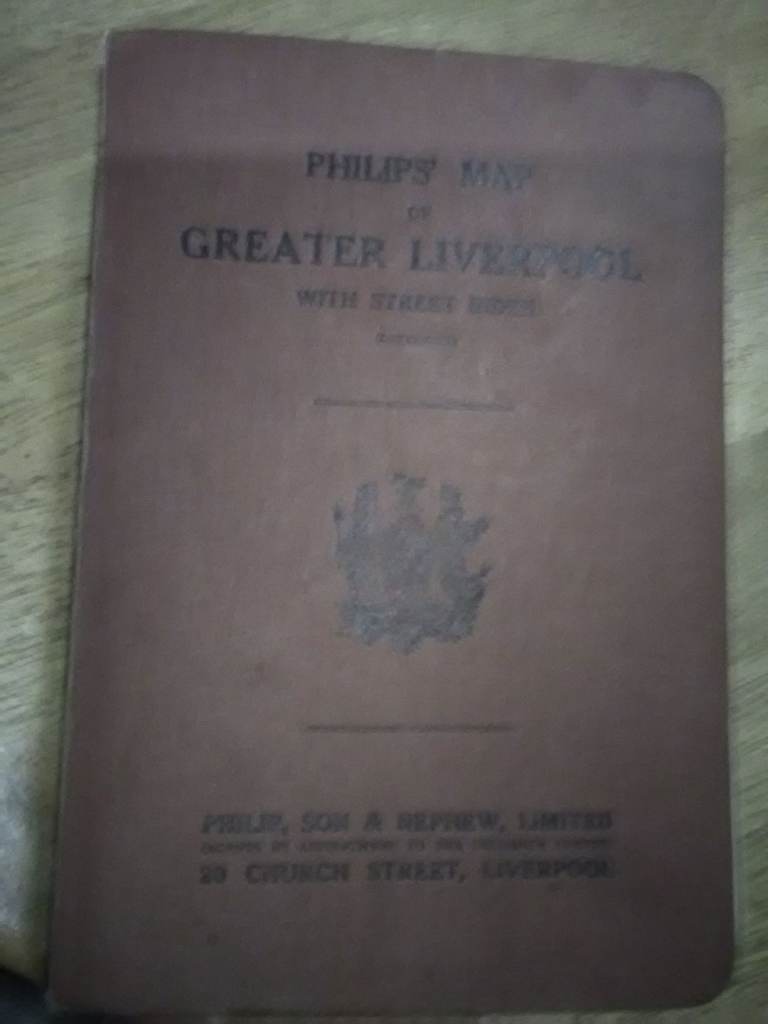 PHILIPS' MAP
OF
GREATER LIVERPOOL
WITH STREET INDEX
PHILIP, SON & NEPHEW, LIMITED
20 CHURCH STREET, LIVERPOOL